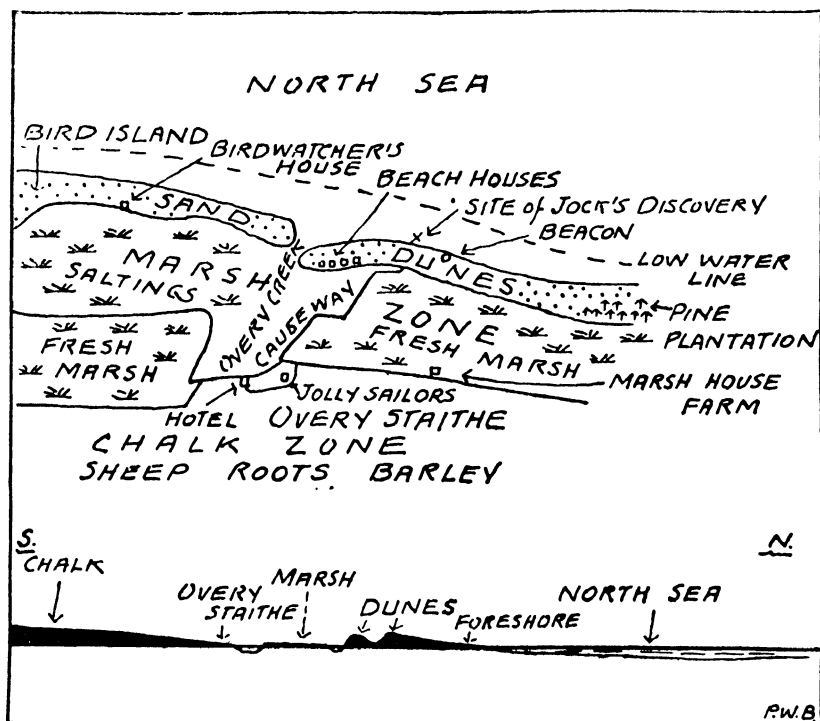 NORTH SEA
BIRD ISLAND
BIRDWATCHER'S
HOUSE
BEACH HOUSES
SITE of JOCK'S DISCOVERY
BEACON
SAND
DUNES
LOW WATER
LINE
MARSH
SALTINGS
OVERY CREEK
CAUSEWAY
ZONE
FRESH MARSH
PINE
PLANTATION
FRESH
MARSH
MARSH HOUSE
FARM
JOLLY SAILORS
HOTEL
OVERY STAITHE
CHALK ZONE
SHEEP ROOTS BARLEY
S.
N.
CHALK
OVERY
STAITHE
MARSH
DUNES
FORESHORE
NORTH SEA
P.W.B.